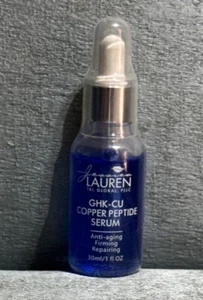 LAUREN
GHK-CU
COPPER PEPTIDE
SERUM
Anti-aging
Firming
Repairing
30ml/1 fl OZ